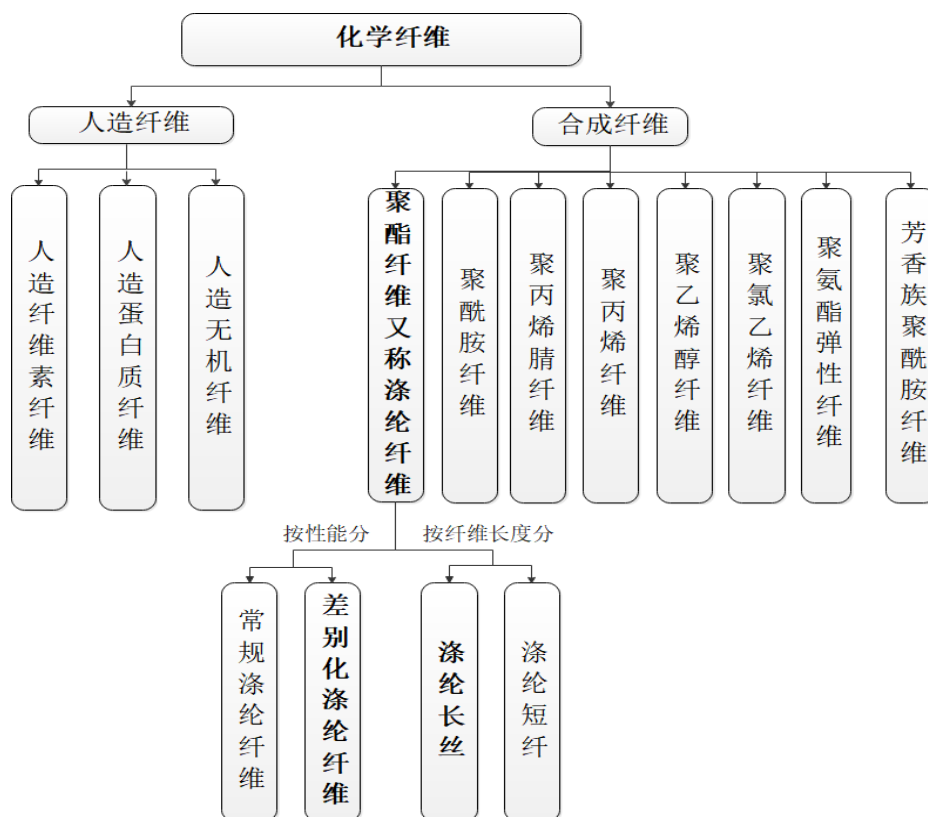 化学纤维
人造纤维
合成纤维
人造纤维素纤维
人造蛋白质纤维
人造无机纤维
聚酯纤维又称涤纶纤维
聚酰胺纤维
聚丙烯腈纤维
聚丙烯纤维
聚乙烯醇纤维
聚氯乙烯纤维
聚氨酯弹性纤维
芳香族聚酰胺纤维
按性能分
按纤维长度分
常规涤纶纤维
差别化涤纶纤维
涤纶长丝
涤纶短纤